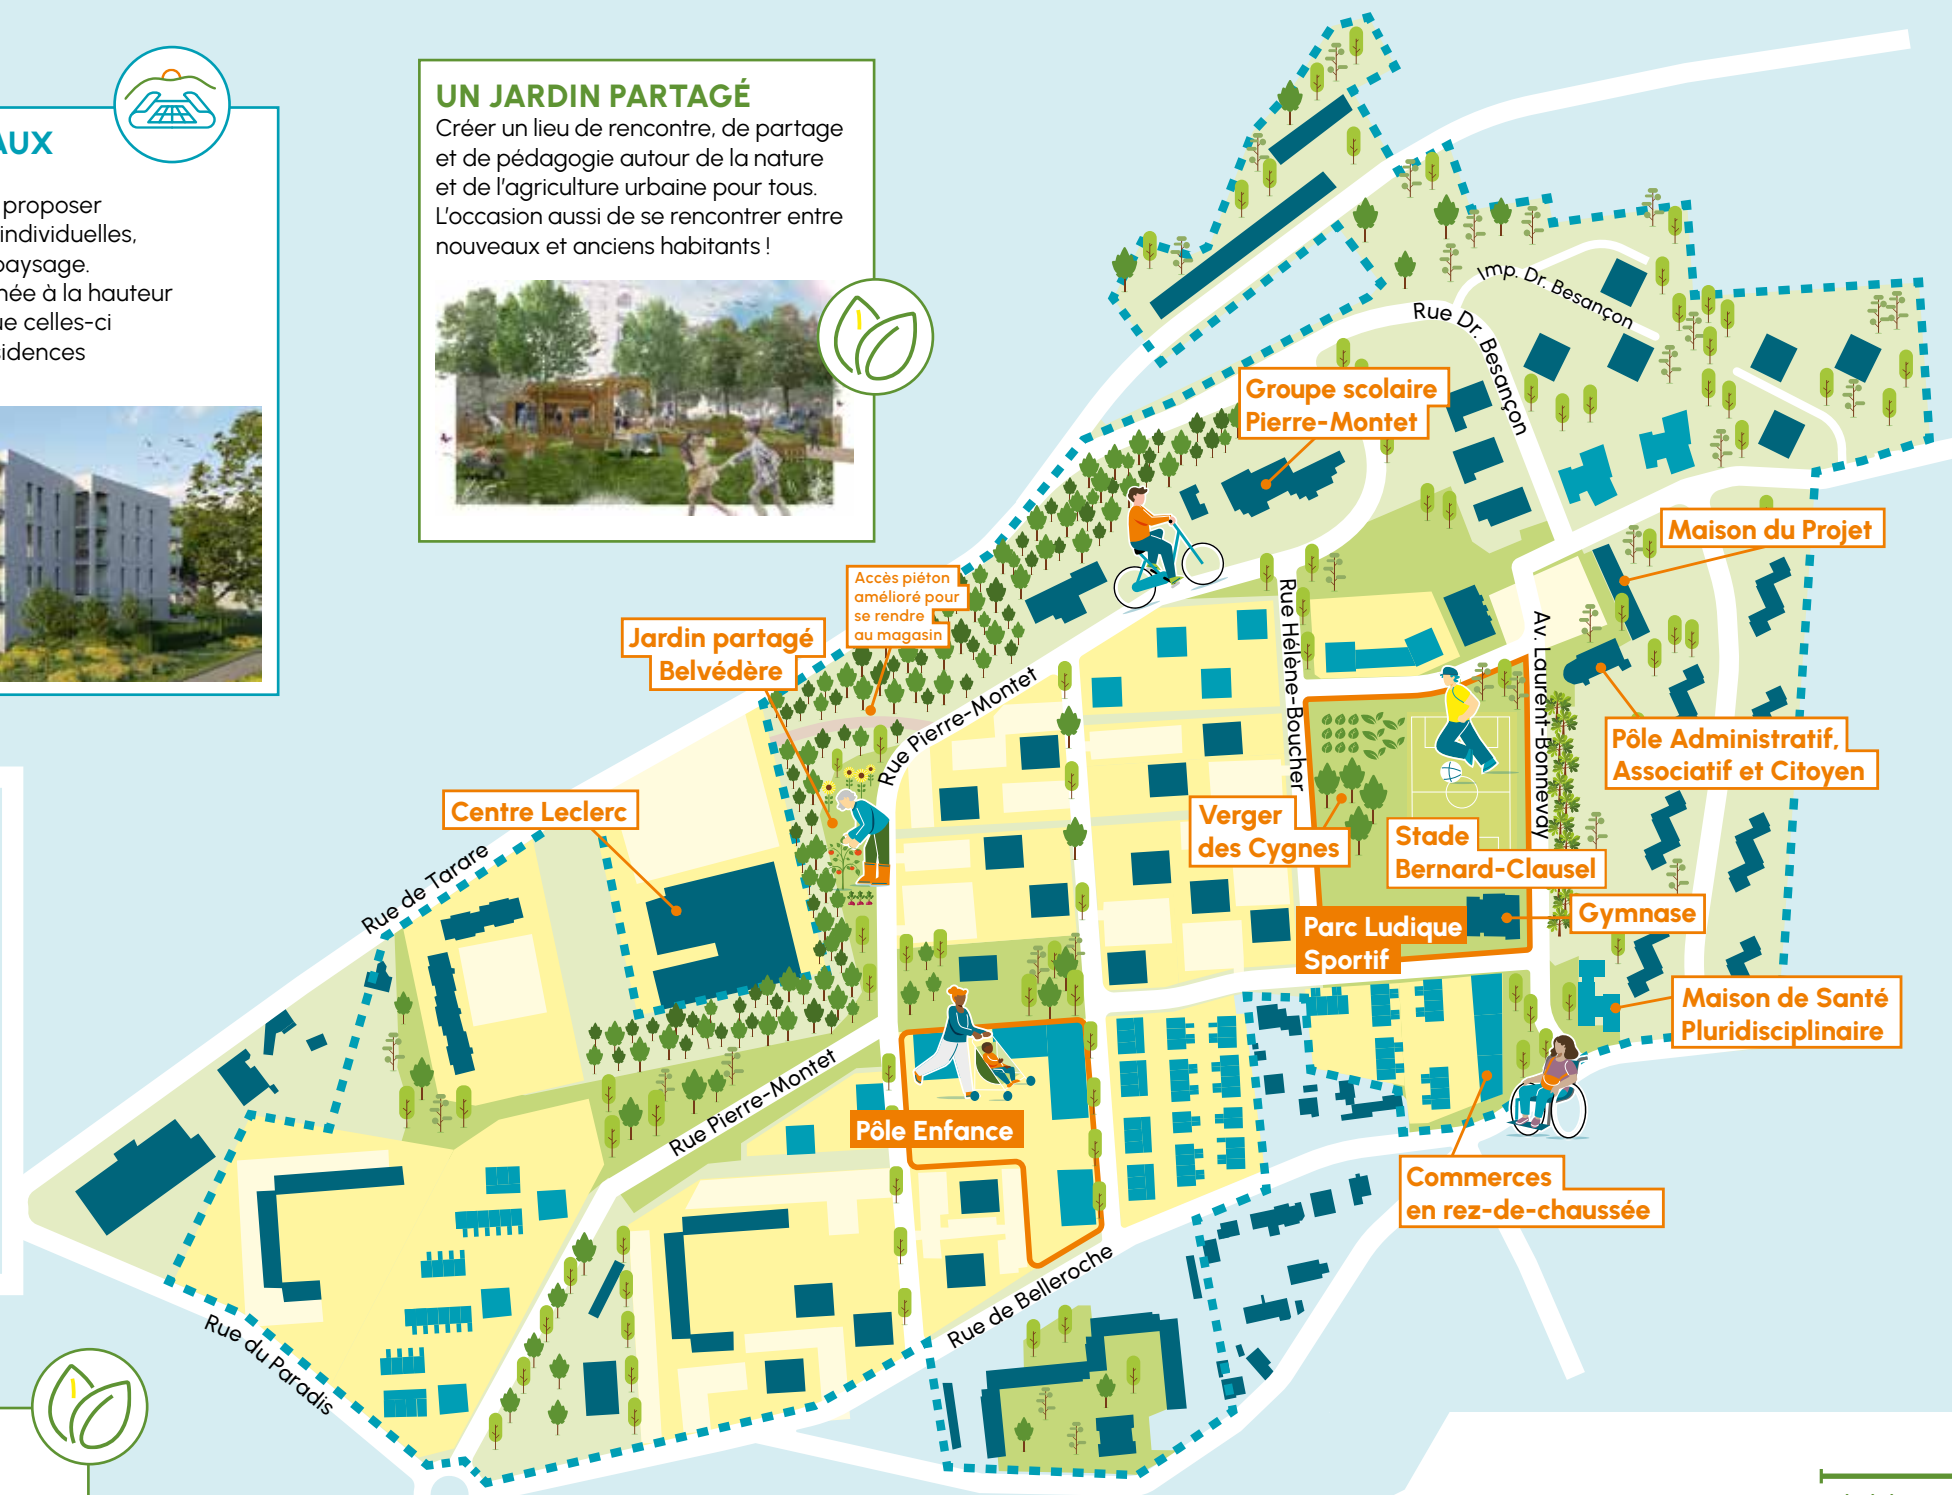 AUX
proposer
individuelles,
paysage.
née à la hauteur
ue celles-ci
sidences
UN JARDIN PARTAGÉ
Créer un lieu de rencontre, de partage
et de pédagogie autour de la nature
et de l'agriculture urbaine pour tous.
L'occasion aussi de se rencontrer entre
nouveaux et anciens habitants !
Imp. Dr. Besançon
Rue Dr. Besançon
Groupe scolaire
Pierre-Montet
Maison du Projet
Accès piéton
amélioré pour
se rendre
au magasin
Jardin partagé
Belvédère
Rue Hélène-Boucher
Av. Laurent-Bonnevay
Rue Pierre-Montet
Pôle Administratif,
Associatif et Citoyen
Centre Leclerc
Verger
des Cygnes
Stade
Bernard-Clausel
Rue de Tarare
Gymnase
Parc Ludique
Sportif
Maison de Santé
Pluridisciplinaire
Rue Pierre-Montet
Pôle Enfance
Commerces
en rez-de-chaussée
Rue de Belleroche
Rue du Paradis